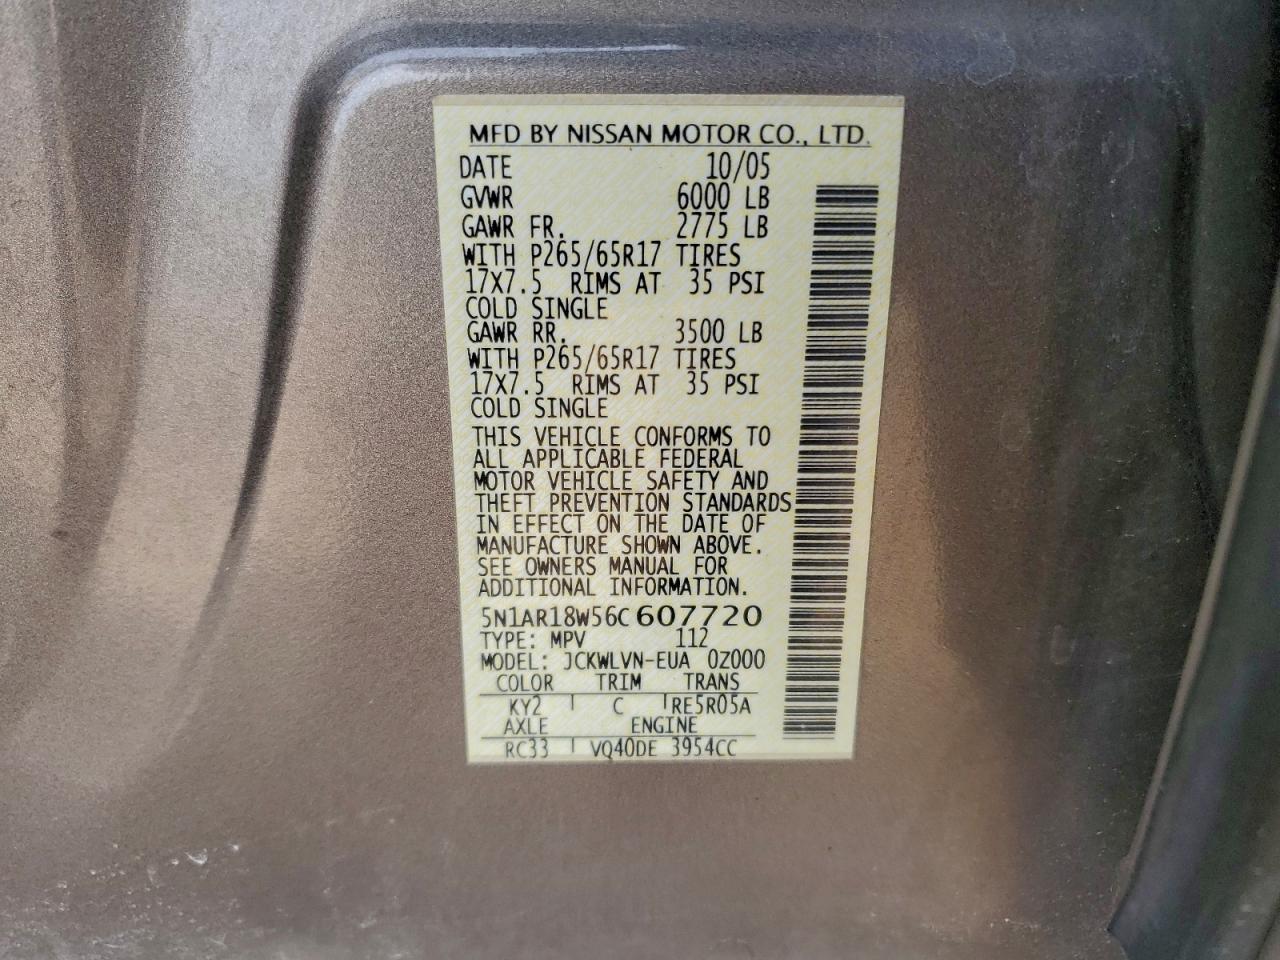 MFD BY NISSAN MOTOR CO., LTD.
DATE 10/05
GVWR 6000 LB
GAWR FR. 2775 LB
WITH P265/65R17 TIRES
17X7.5 RIMS AT 35 PSI
COLD SINGLE
GAWR RR. 3500 LB
WITH P265/65R17 TIRES
17X7.5 RIMS AT 35 PSI
COLD SINGLE
THIS VEHICLE CONFORMS TO
ALL APPLICABLE FEDERAL
MOTOR VEHICLE SAFETY AND
THEFT PREVENTION STANDARDS
IN EFFECT ON THE DATE OF
MANUFACTURE SHOWN ABOVE.
SEE OWNERS MANUAL FOR
ADDITIONAL INFORMATION.
5N1AR18W56C607720
TYPE: MPV 112
MODEL: JCKWLVN-EUA 0Z000
COLOR TRIM TRANS
KY2 C RE5R05A
AXLE ENGINE
RC33 VQ40DE 3954CC